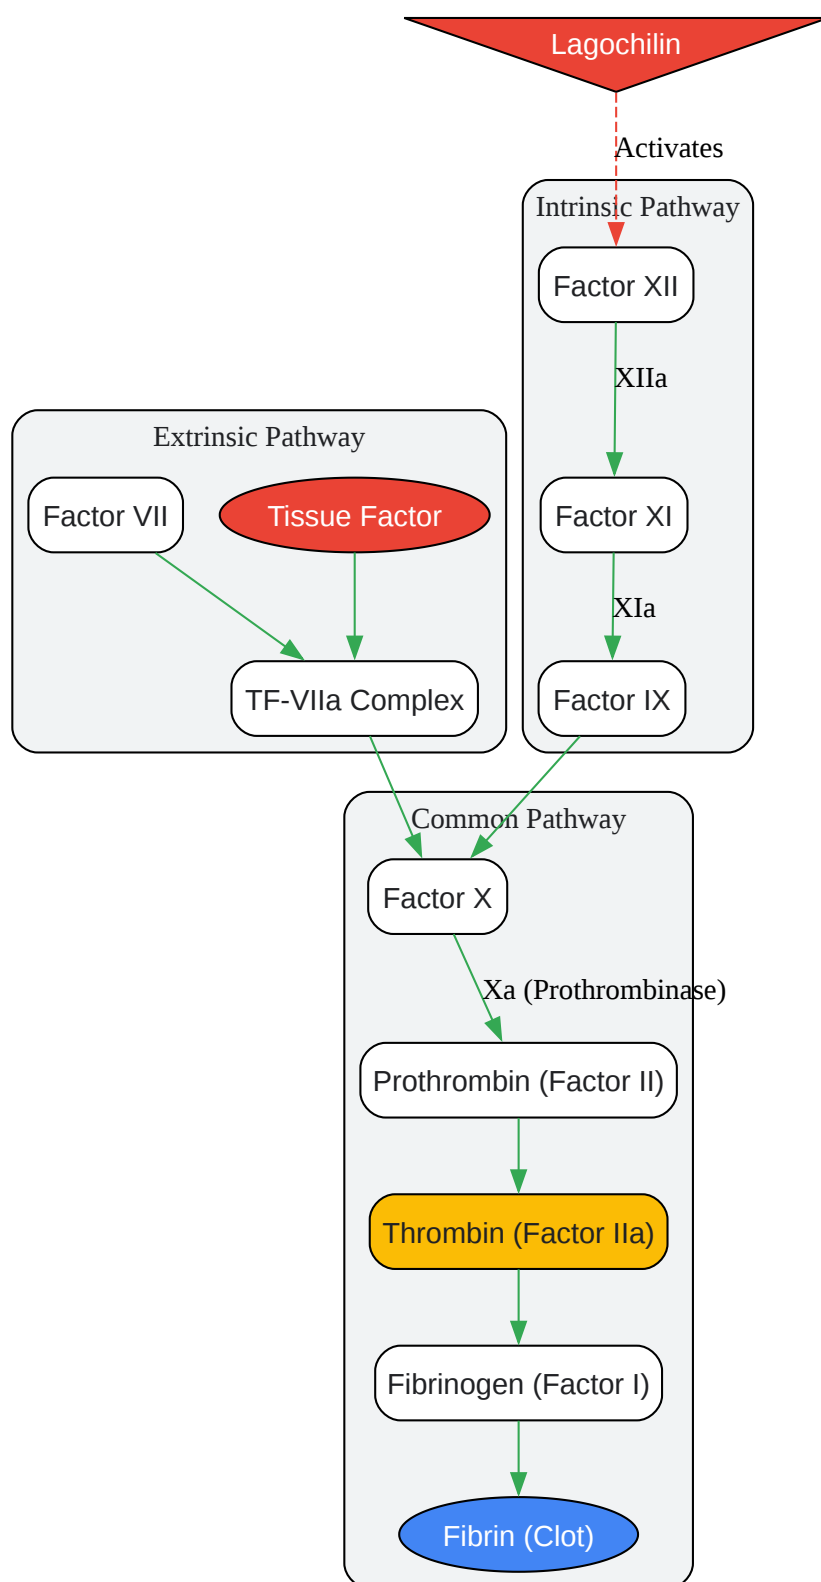 Lagochilin
Activates
Intrinsic Pathway
Factor XII
XIIa
Extrinsic Pathway
Factor VII
Tissue Factor
Factor XI
XIa
TF-VIIa Complex
Factor IX
Common Pathway
Factor X
Xa (Prothrombinase)
Prothrombin (Factor II)
Thrombin (Factor IIa)
Fibrinogen (Factor I)
Fibrin (Clot)